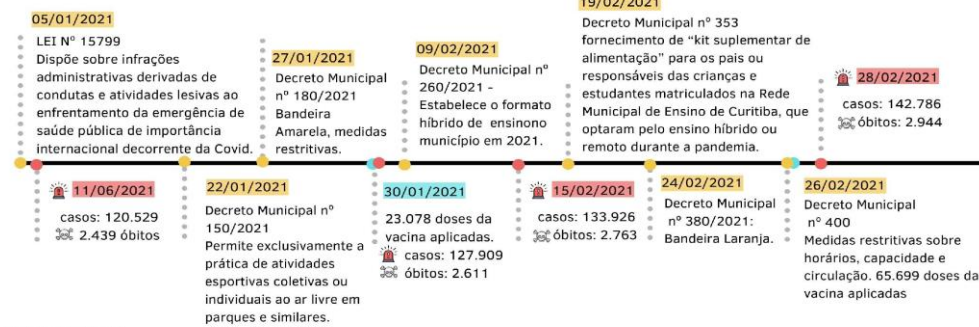 05/01/2021
LEI Nº 15799
Dispõe sobre infrações
administrativas derivadas de
condutas e atividades lesivas ao
enfrentamento da emergência de
saúde pública de importância
internacional decorrente da Covid.
27/01/2021
Decreto Municipal
nº 180/2021
Bandeira
Amarela, medidas
restritivas.
09/02/2021
Decreto Municipal nº
260/2021 -
Estabelece o formato
híbrido de ensinono
município em 2021.
19/02/2021
Decreto Municipal nº 353
fornecimento de “kit suplementar de
alimentação” para os pais ou
responsáveis das crianças e
estudantes matriculados na Rede
Municipal de Ensino de Curitiba, que
optaram pelo ensino híbrido ou
remoto durante a pandemia.
28/02/2021
casos: 142.786
óbitos: 2.944
11/06/2021
casos: 120.529
2.439 óbitos
22/01/2021
Decreto Municipal nº
150/2021
Permite exclusivamente a
prática de atividades
esportivas coletivas ou
individuais ao ar livre em
parques e similares.
30/01/2021
23.078 doses da
vacina aplicadas.
casos: 127.909
óbitos: 2.611
15/02/2021
casos: 133.926
óbitos: 2.763
24/02/2021
Decreto Municipal
nº 380/2021:
Bandeira Laranja.
26/02/2021
Decreto Municipal
nº 400
Medidas restritivas sobre
horários, capacidade e
circulação. 65.699 doses da
vacina aplicadas